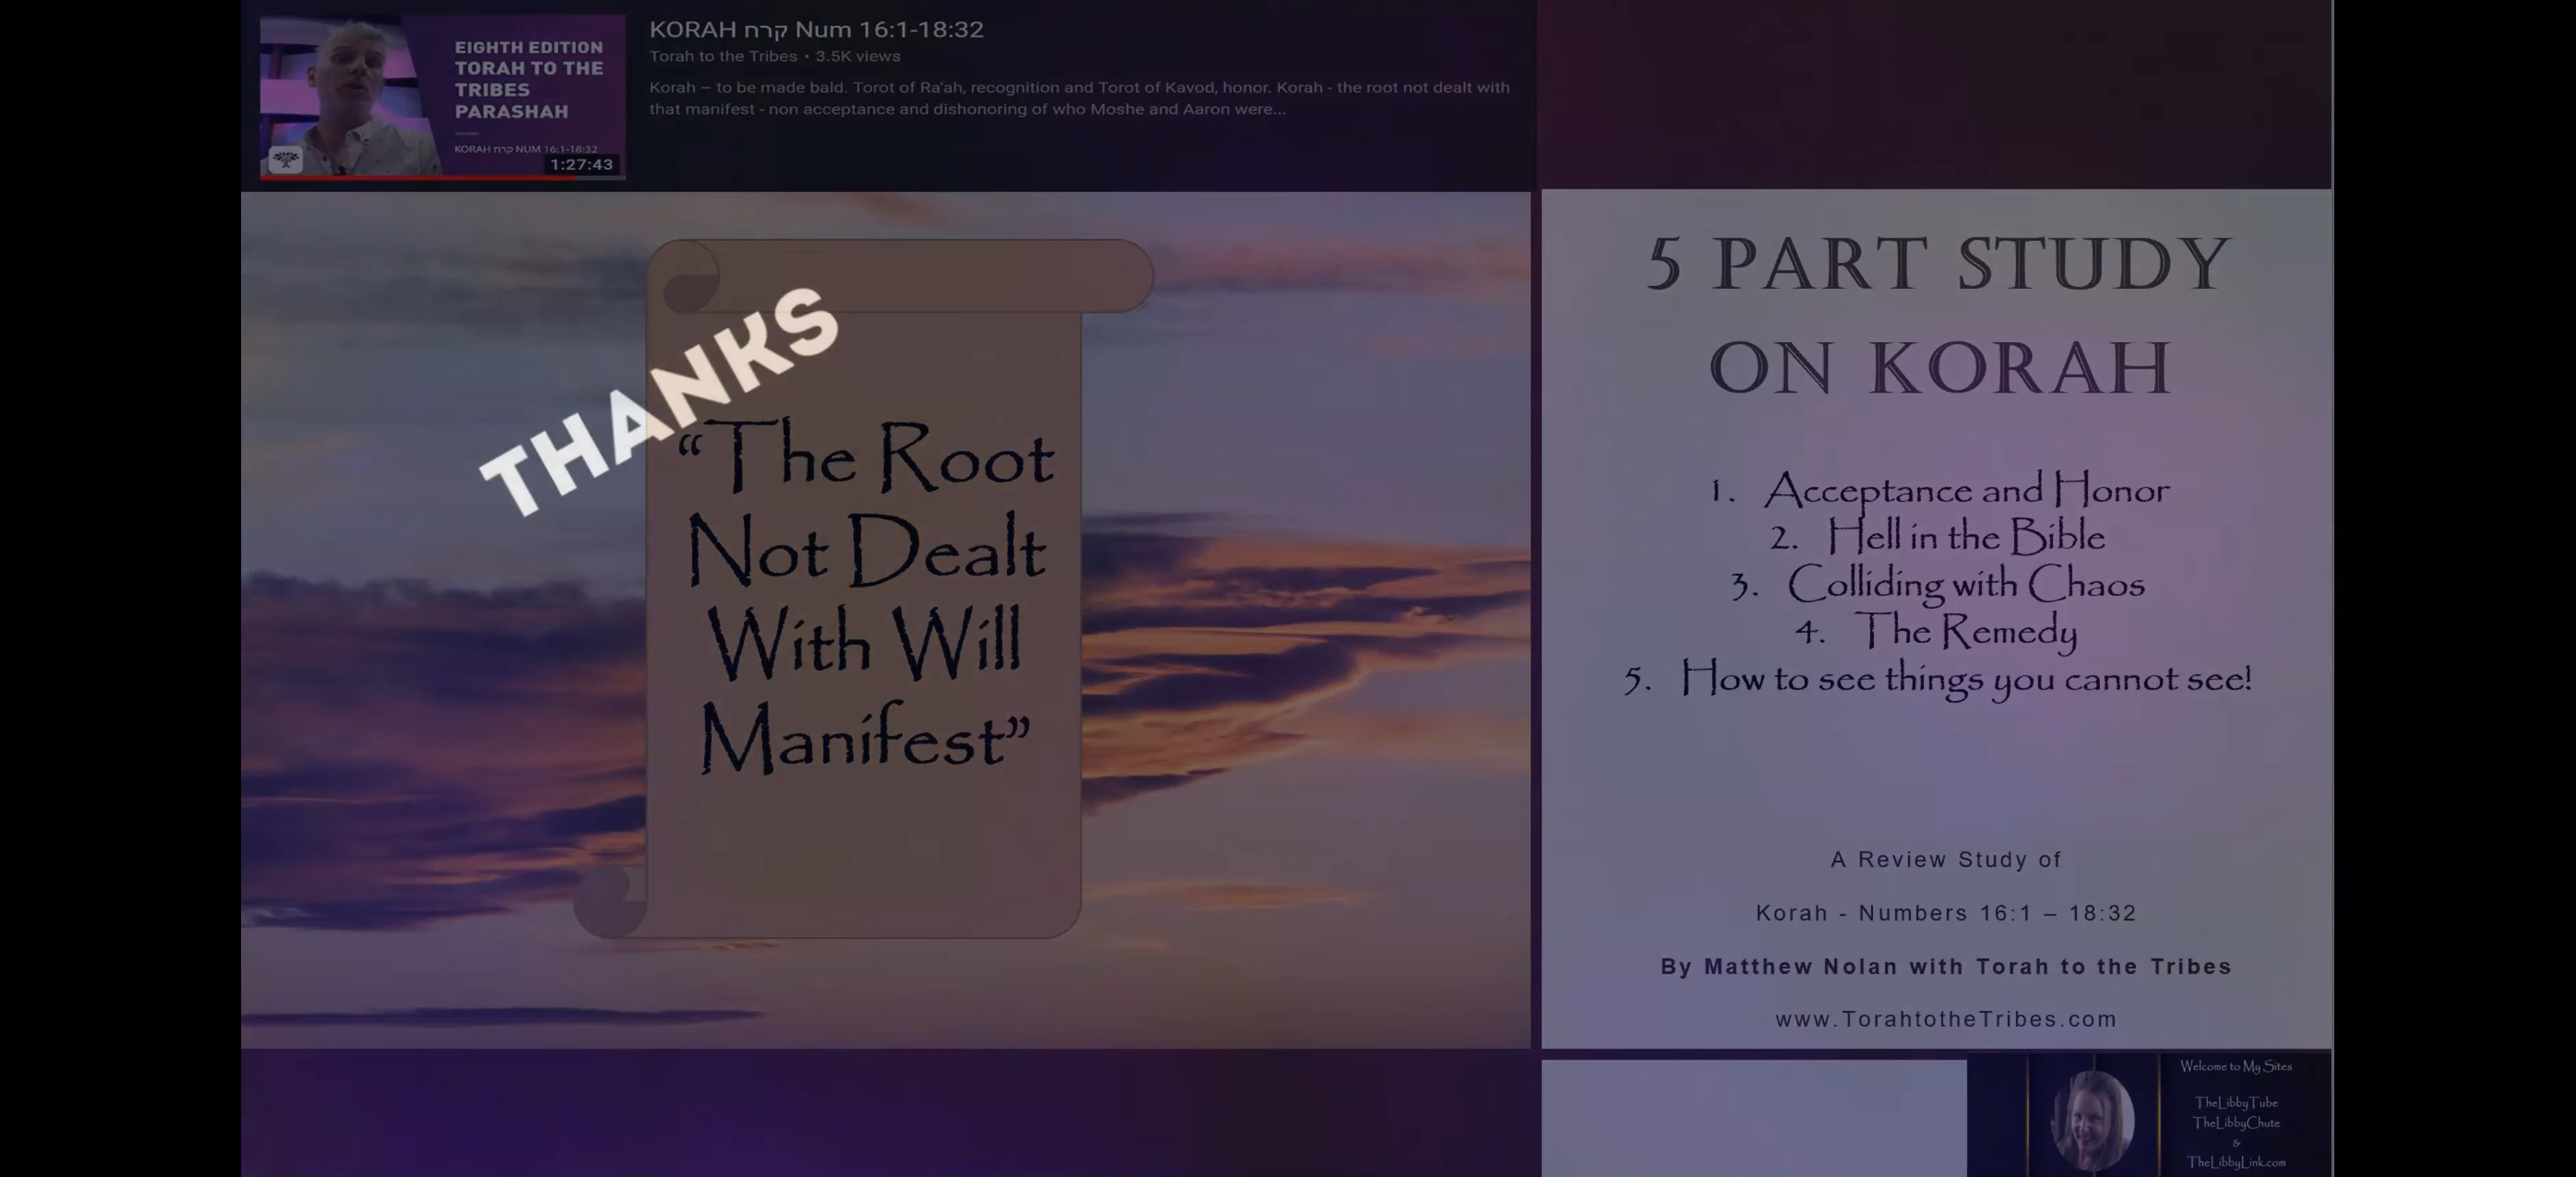 EIGHTH EDITION
TORAH TO THE
TRIBES
PARASHAH
KORAH קרח NUM 16:1-18:32
1:27:43
KORAH קרח Num 16:1-18:32
Torah to the Tribes • 3.5K views
Korah – to be made bald. Torot of Ra'ah, recognition and Torot of Kavod, honor. Korah - the root not dealt with
that manifest - non acceptance and dishonoring of who Moshe and Aaron were...
THANKS
“The Root
Not Dealt
With Will
Manifest”
5 PART STUDY
ON KORAH
1. Acceptance and Honor
2. Hell in the Bible
3. Colliding with Chaos
4. The Remedy
5. How to see things you cannot see!
A Review Study of
Korah - Numbers 16:1 – 18:32
By Matthew Nolan with Torah to the Tribes
www.TorahtotheTribes.com
Welcome to My Sites
TheLibbyTube
TheLibbyChute
&
TheLibbyLink.com